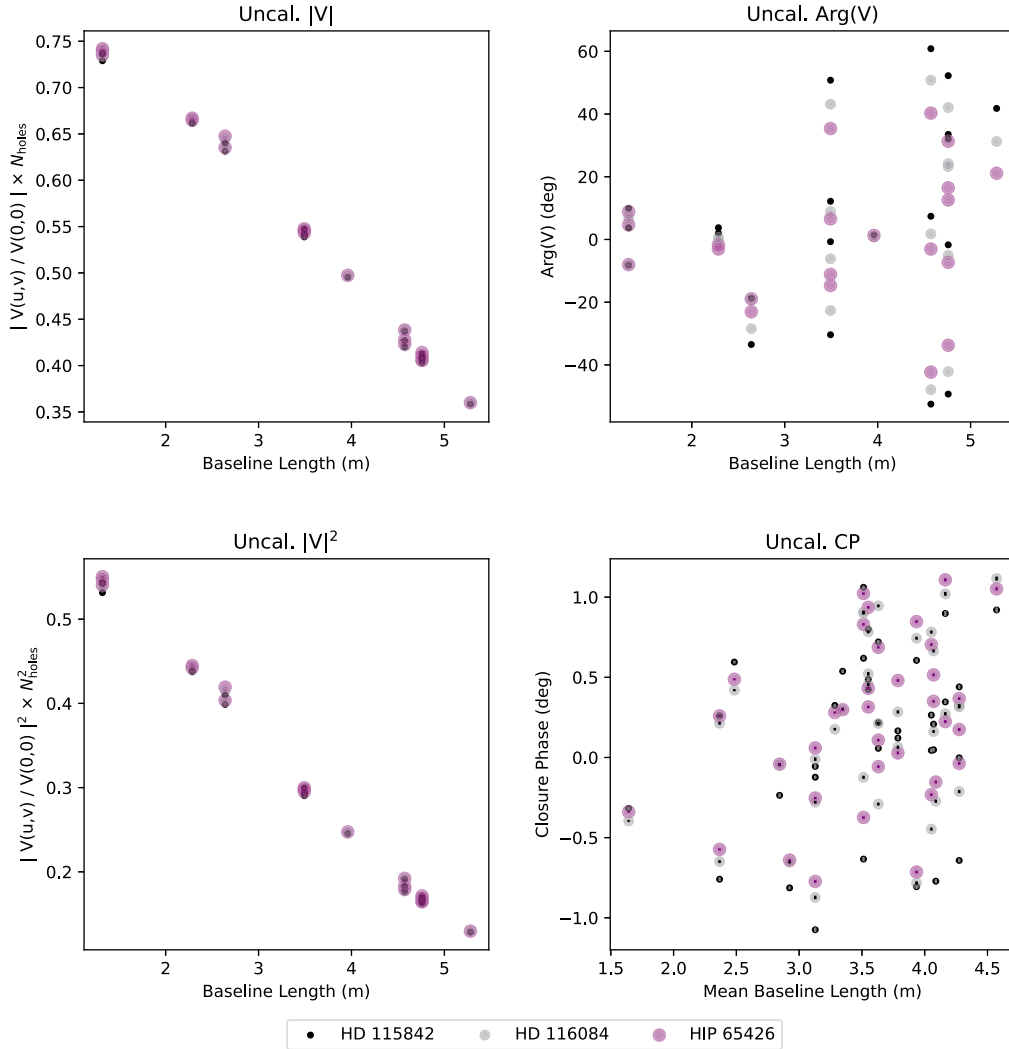 Uncal. |V|
0.75
0.70
0.65
0.60
0.55
0.50
0.45
0.40
0.35
| V(u,v) / V(0,0) | × N_holes
2 3 4 5
Baseline Length (m)
Uncal. Arg(V)
60
40
20
0
−20
−40
Arg(V) (deg)
2 3 4 5
Baseline Length (m)
Uncal. |V|²
0.5
0.4
0.3
0.2
| V(u,v) / V(0,0) |² × N²_holes
2 3 4 5
Baseline Length (m)
Uncal. CP
1.0
0.5
0.0
−0.5
−1.0
Closure Phase (deg)
1.5 2.0 2.5 3.0 3.5 4.0 4.5
Mean Baseline Length (m)
HD 115842 HD 116084 HIP 65426